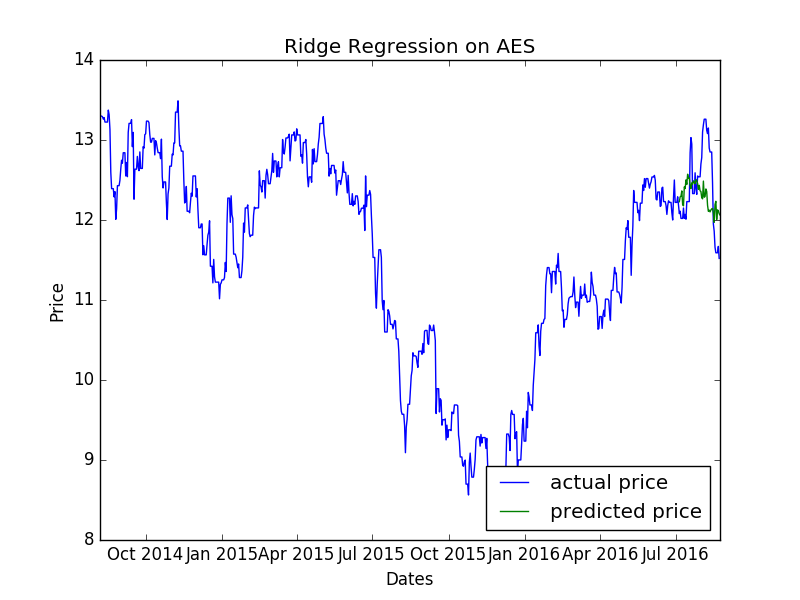 Ridge Regression on AES
14
13
12
11
10
9
8
Price
actual price
predicted price
Oct 2014 Jan 2015 Apr 2015 Jul 2015 Oct 2015 Jan 2016 Apr 2016 Jul 2016
Dates